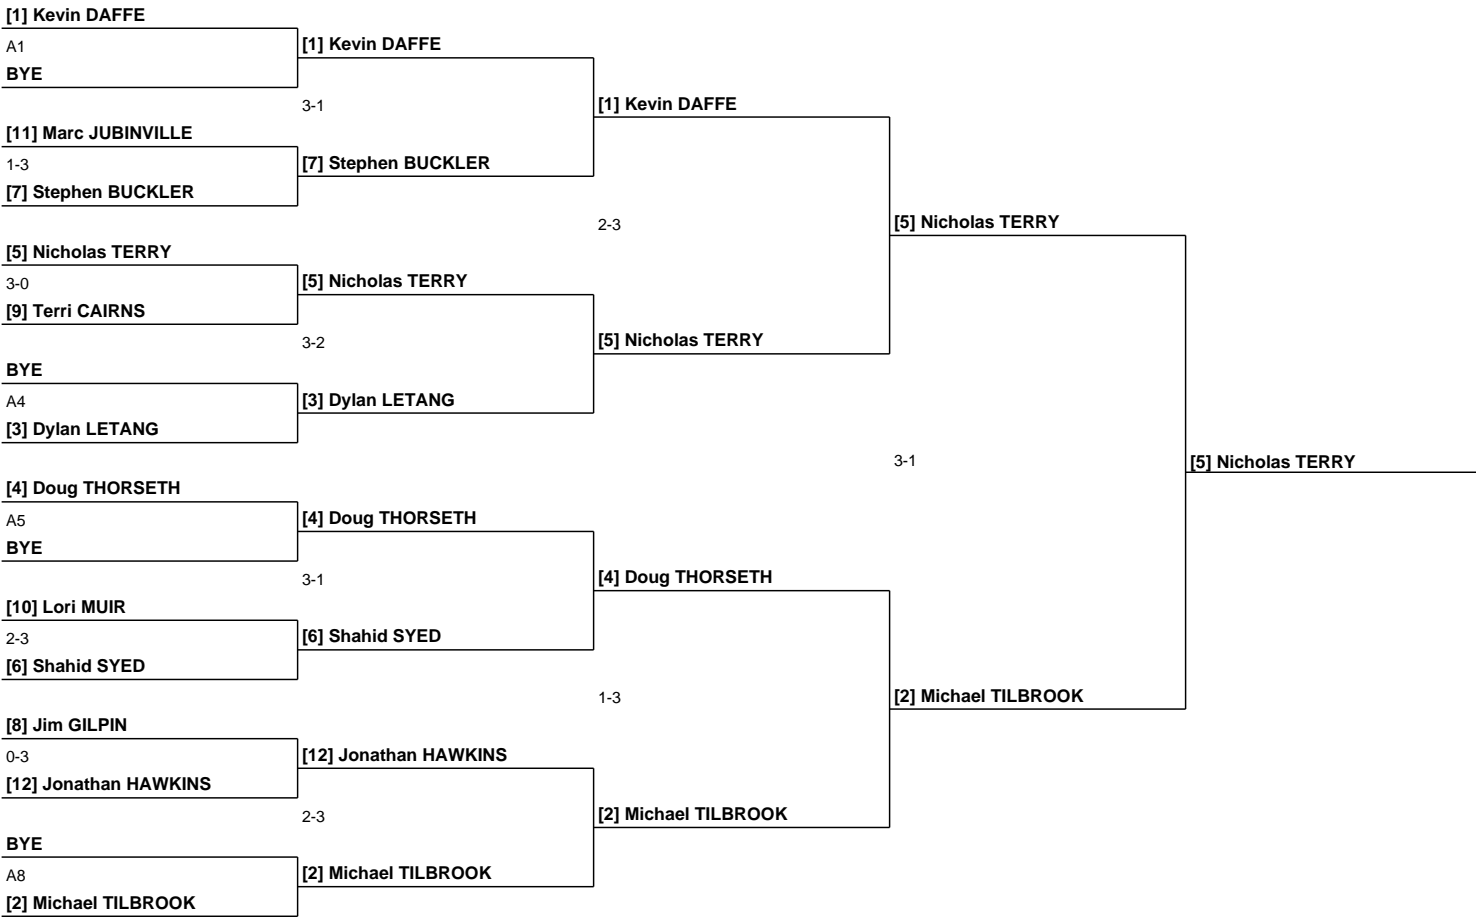 [1] Kevin DAFFE
A1
BYE
[11] Marc JUBINVILLE
1-3
[7] Stephen BUCKLER
[5] Nicholas TERRY
3-0
[9] Terri CAIRNS
BYE
A4
[3] Dylan LETANG
[4] Doug THORSETH
A5
BYE
[10] Lori MUIR
2-3
[6] Shahid SYED
[8] Jim GILPIN
0-3
[12] Jonathan HAWKINS
BYE
A8
[2] Michael TILBROOK
[1] Kevin DAFFE
3-1
[7] Stephen BUCKLER
[5] Nicholas TERRY
3-2
[3] Dylan LETANG
[4] Doug THORSETH
3-1
[6] Shahid SYED
[12] Jonathan HAWKINS
2-3
[2] Michael TILBROOK
[1] Kevin DAFFE
2-3
[5] Nicholas TERRY
[4] Doug THORSETH
1-3
[2] Michael TILBROOK
[5] Nicholas TERRY
3-1
[2] Michael TILBROOK
[5] Nicholas TERRY